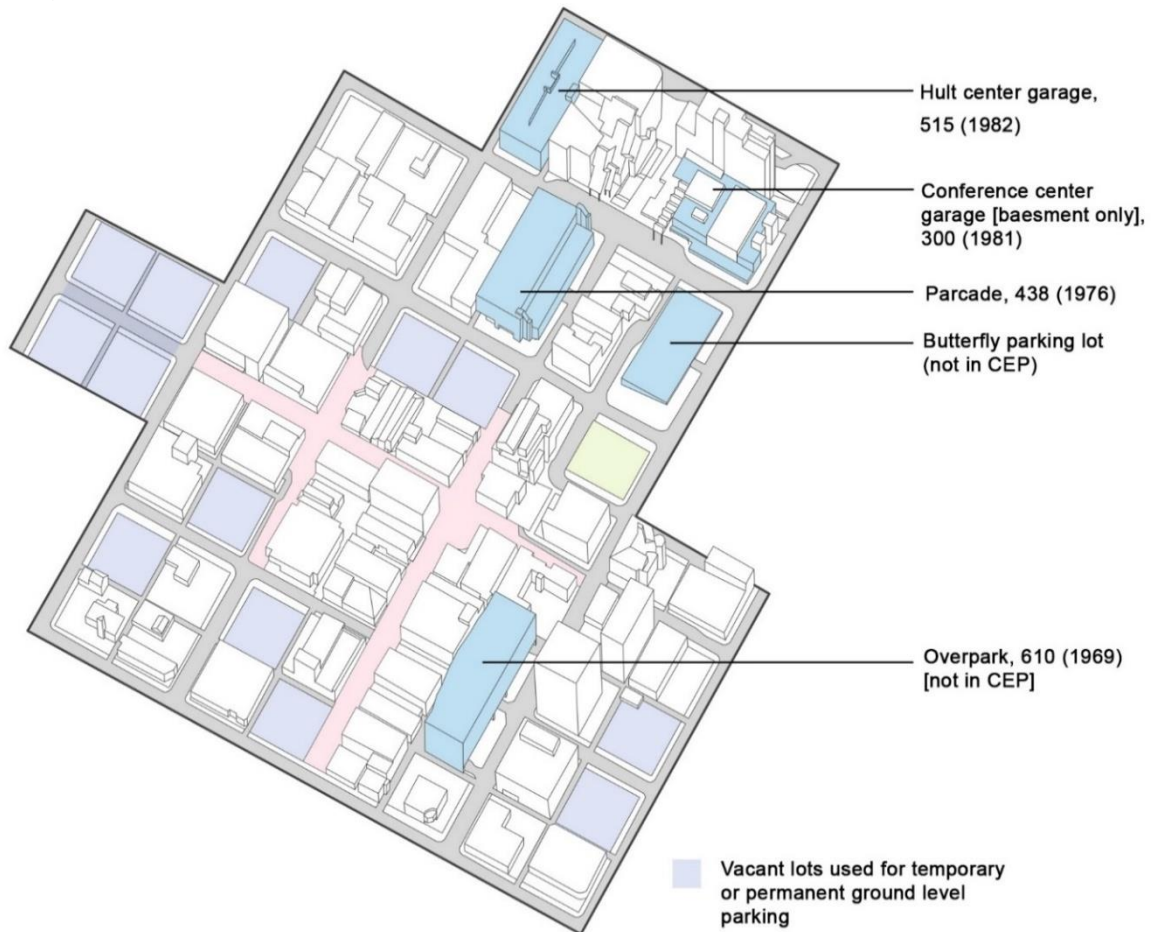 Hult center garage,
515 (1982)
Conference center
garage [baesment only],
300 (1981)
Parcade, 438 (1976)
Butterfly parking lot
(not in CEP)
Overpark, 610 (1969)
[not in CEP]
Vacant lots used for temporary
or permanent ground level
parking